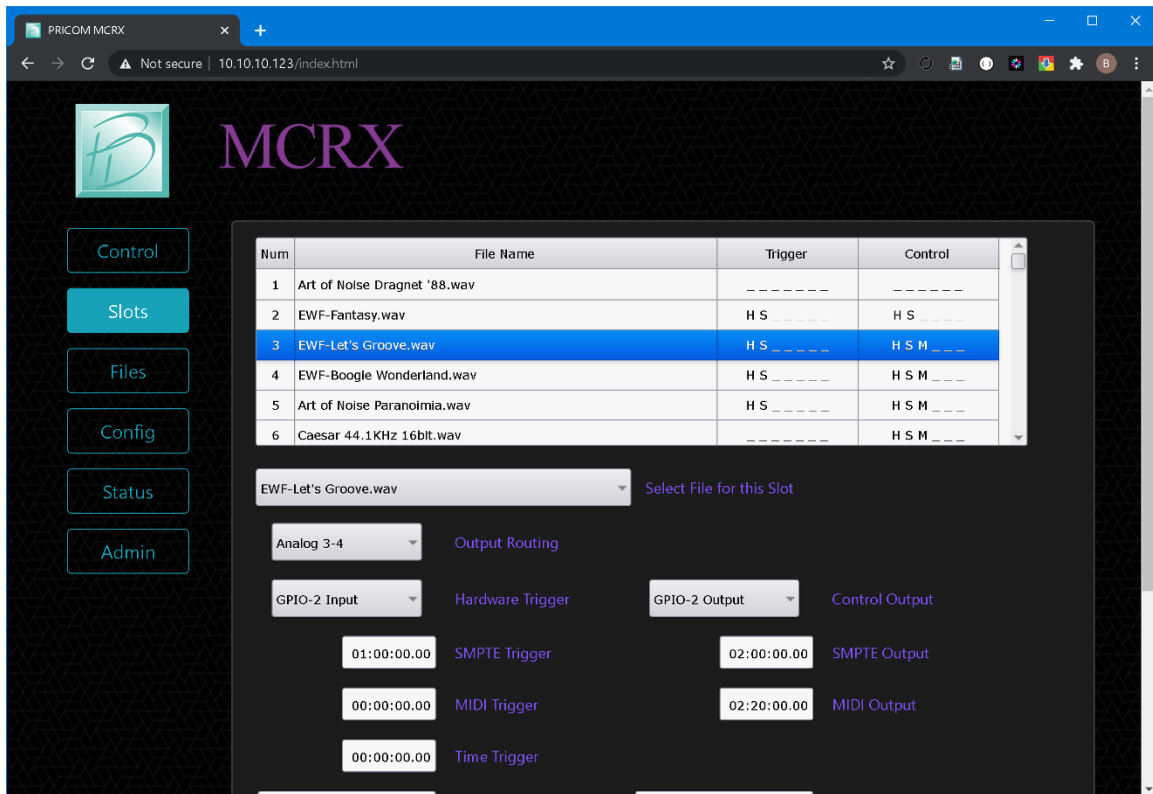 PRICOM MCRX
Not secure | 10.10.10.123/index.html
B
MCRX
Control
Slots
Files
Config
Status
Admin
Num File Name Trigger Control
1 Art of Noise Dragnet '88.wav _ _ _ _ _ _ _ _ _ _ _ _ _
2 EWF-Fantasy.wav H S _ _ _ _ _ H S _ _ _ _
3 EWF-Let's Groove.wav H S _ _ _ _ _ H S M _ _ _
4 EWF-Boogie Wonderland.wav H S _ _ _ _ _ H S M _ _ _
5 Art of Noise Paranoimia.wav H S _ _ _ _ _ H S M _ _ _
6 Caesar 44.1KHz 16bit.wav _ _ _ _ _ _ _ H S M _ _ _
EWF-Let's Groove.wav Select File for this Slot
Analog 3-4 Output Routing
GPIO-2 Input Hardware Trigger GPIO-2 Output Control Output
01:00:00.00 SMPTE Trigger 02:00:00.00 SMPTE Output
00:00:00.00 MIDI Trigger 02:20:00.00 MIDI Output
00:00:00.00 Time Trigger